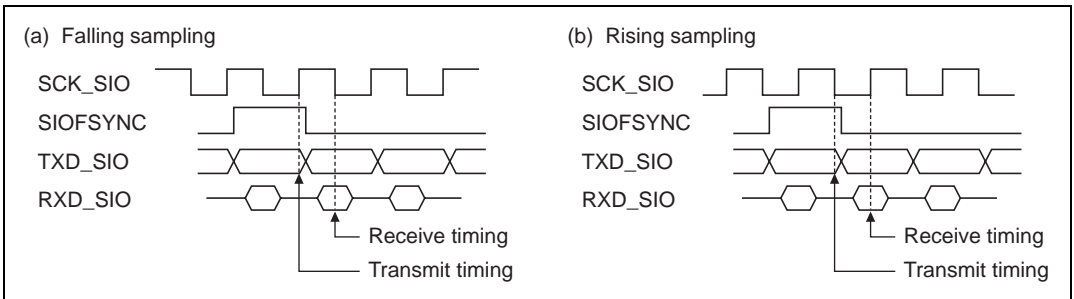 (a) Falling sampling
SCK_SIO
SIOFSYNC
TXD_SIO
RXD_SIO
Receive timing
Transmit timing
(b) Rising sampling
SCK_SIO
SIOFSYNC
TXD_SIO
RXD_SIO
Receive timing
Transmit timing